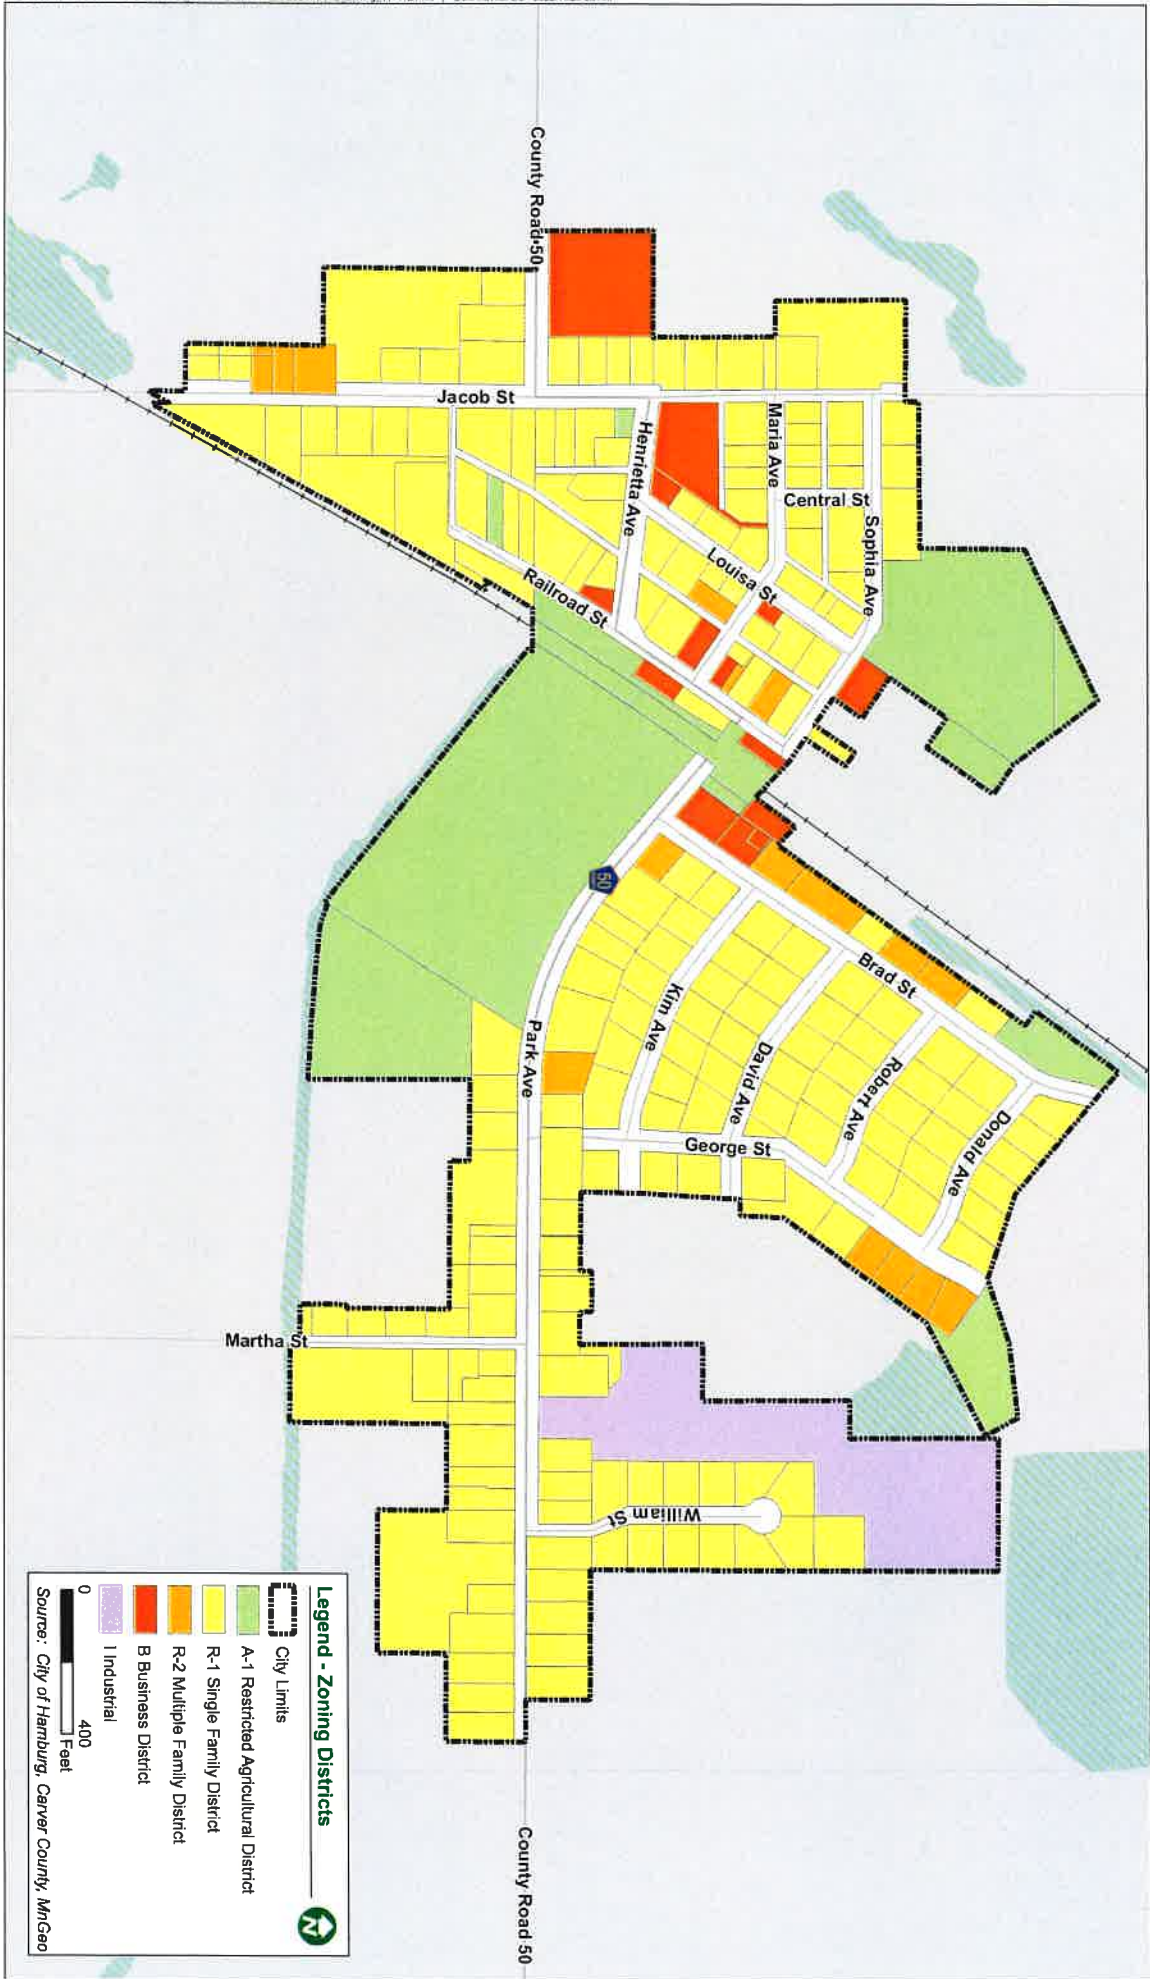 County Road 50
Jacob St
Henrietta Ave
Maria Ave
Central St
Sophia Ave
Louisa St
Railroad St
50
Brad St
Kim Ave
David Ave
Robert Ave
Donald Ave
Park Ave
George St
Martha St
William St
County Road 50
Legend - Zoning Districts
City Limits
A-1 Restricted Agricultural District
R-1 Single Family District
R-2 Multiple Family District
B Business District
I Industrial
N
0 400
Feet
Source: City of Hamburg, Carver County, MnGeo